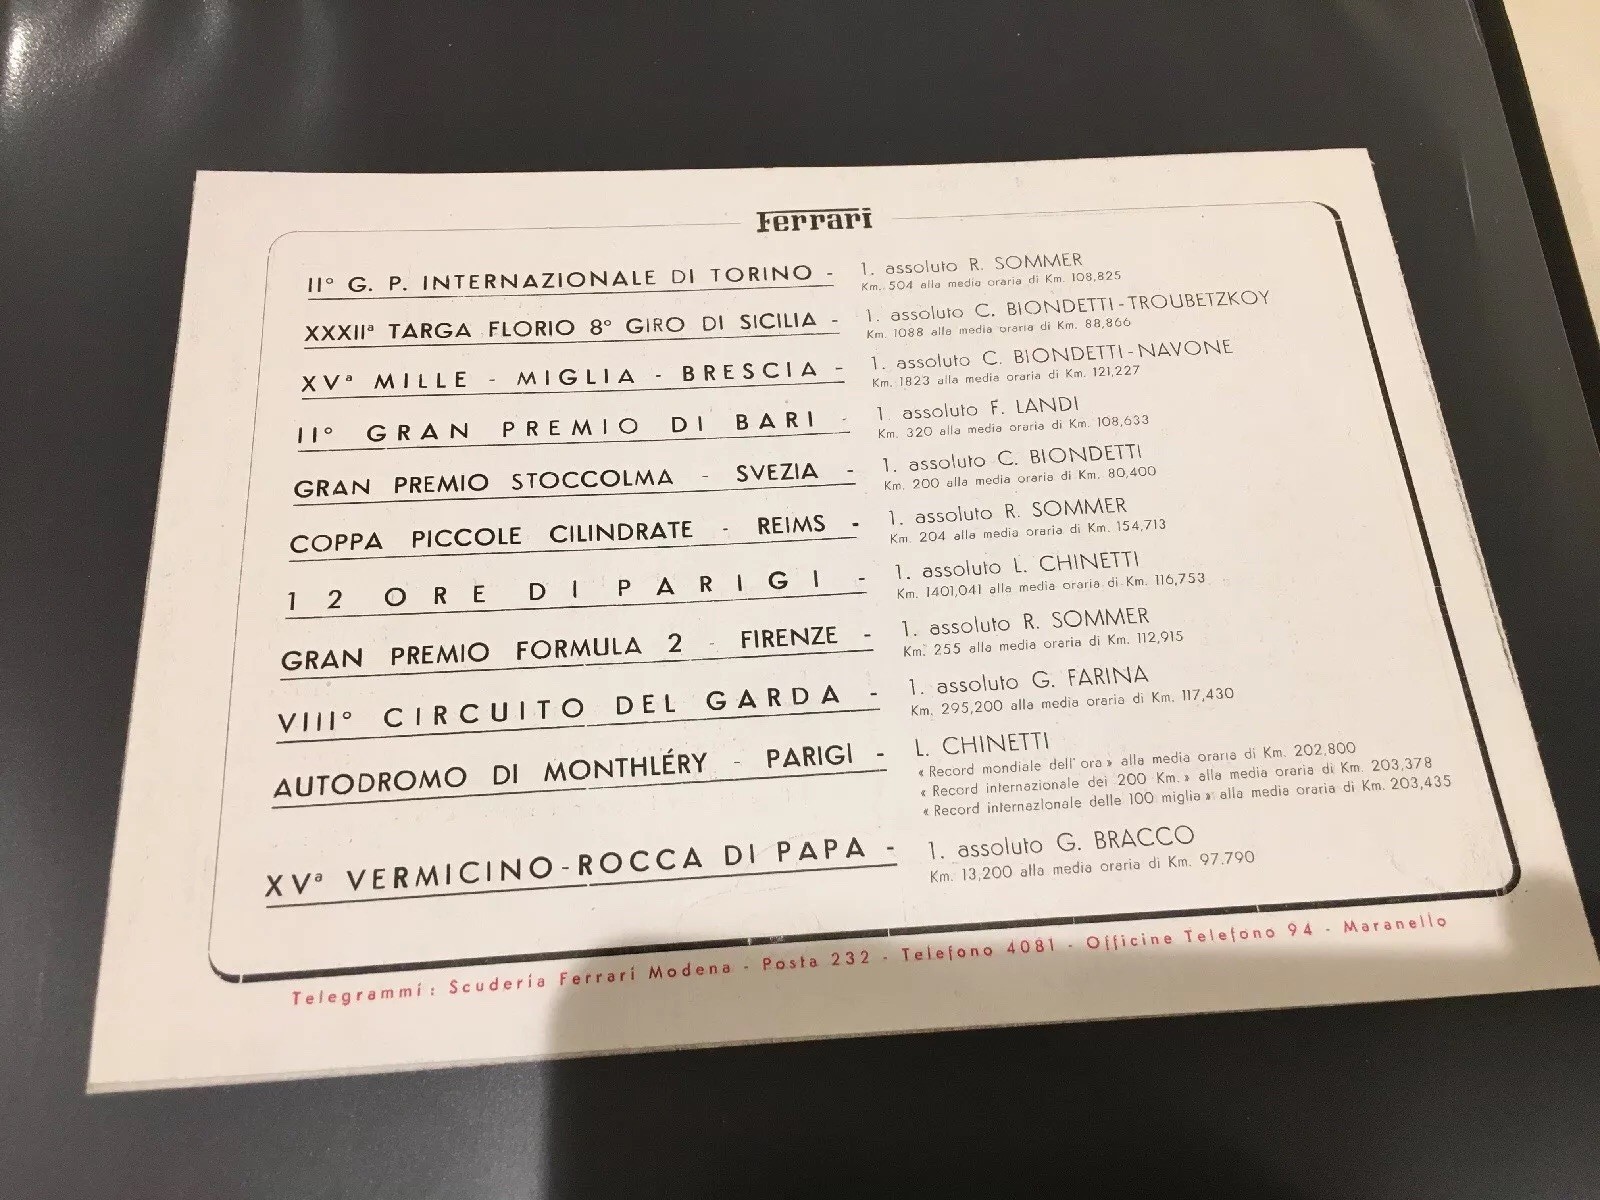 Ferrari
II° G. P. INTERNAZIONALE DI TORINO - 1. assoluto R. SOMMER
Km. 504 alla media oraria di Km. 108,825
XXXIIª TARGA FLORIO 8° GIRO DI SICILIA - 1. assoluto C. BIONDETTI - TROUBETZKOY
Km. 1088 alla media oraria di Km. 88,866
XVª MILLE - MIGLIA - BRESCIA - 1. assoluto C. BIONDETTI - NAVONE
Km. 1823 alla media oraria di Km. 121,227
II° GRAN PREMIO DI BARI - 1. assoluto F. LANDI
Km. 320 alla media oraria di Km. 108,633
GRAN PREMIO STOCCOLMA - SVEZIA - 1. assoluto C. BIONDETTI
Km. 200 alla media oraria di Km. 80,400
COPPA PICCOLE CILINDRATE - REIMS - 1. assoluto R. SOMMER
Km. 204 alla media oraria di Km. 154,713
12 ORE DI PARIGI - 1. assoluto L. CHINETTI
Km. 1401,041 alla media oraria di Km. 116,753
GRAN PREMIO FORMULA 2 - FIRENZE - 1. assoluto R. SOMMER
Km. 255 alla media oraria di Km. 112,915
VIII° CIRCUITO DEL GARDA - 1. assoluto G. FARINA
Km. 295,200 alla media oraria di Km. 117,430
AUTODROMO DI MONTHLÉRY - PARIGI - L. CHINETTI
« Record mondiale dell' ora » alla media oraria di Km. 202,800
« Record internazionale dei 200 Km. » alla media oraria di Km. 203,378
« Record internazionale delle 100 miglia » alla media oraria di Km. 203,435
XVª VERMICINO - ROCCA DI PAPA - 1. assoluto G. BRACCO
Km. 13,200 alla media oraria di Km. 97.790
Telegrammi: Scuderia Ferrari Modena - Posta 232 - Telefono 4081 - Officine Telefono 94 - Maranello